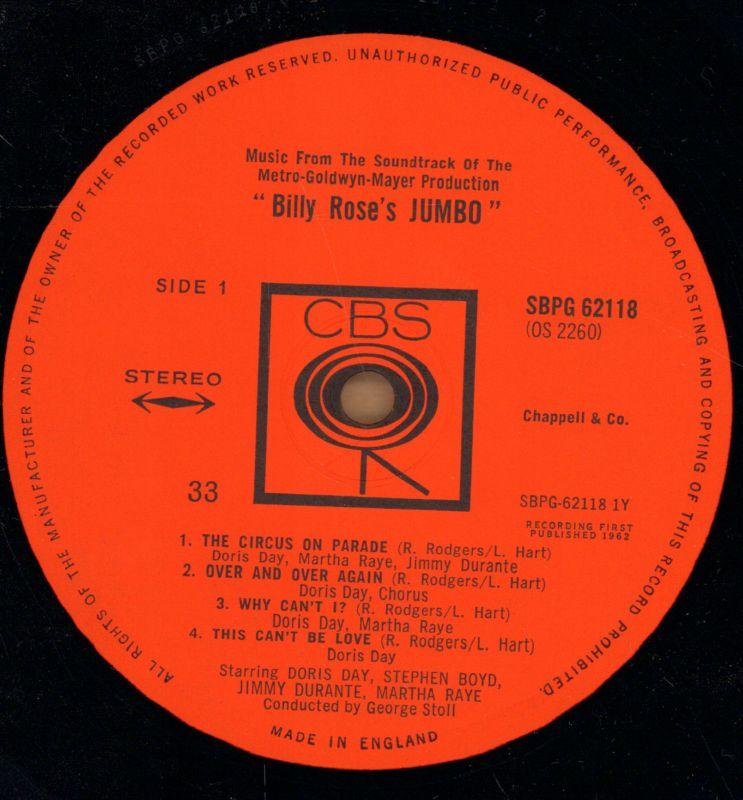 SBPG 62118
ALL RIGHTS OF THE MANUFACTURER AND OF THE OWNER OF THE RECORDED WORK RESERVED. UNAUTHORIZED PUBLIC PERFORMANCE, BROADCASTING AND COPYING OF THIS RECORD PROHIBITED.
Music From The Soundtrack Of The
Metro-Goldwyn-Mayer Production
"Billy Rose's JUMBO"
SIDE 1
CBS
SBPG 62118
(OS 2260)
STEREO
Chappell & Co.
33
SBPG-62118 1Y
RECORDING FIRST
PUBLISHED 1962
1. THE CIRCUS ON PARADE (R. Rodgers/L. Hart)
Doris Day, Martha Raye, Jimmy Durante
2. OVER AND OVER AGAIN (R. Rodgers/L. Hart)
Doris Day, Chorus
3. WHY CAN'T I? (R. Rodgers/L. Hart)
Doris Day, Martha Raye
4. THIS CAN'T BE LOVE (R. Rodgers/L. Hart)
Doris Day
Starring DORIS DAY, STEPHEN BOYD,
JIMMY DURANTE, MARTHA RAYE
Conducted by George Stoll
MADE IN ENGLAND